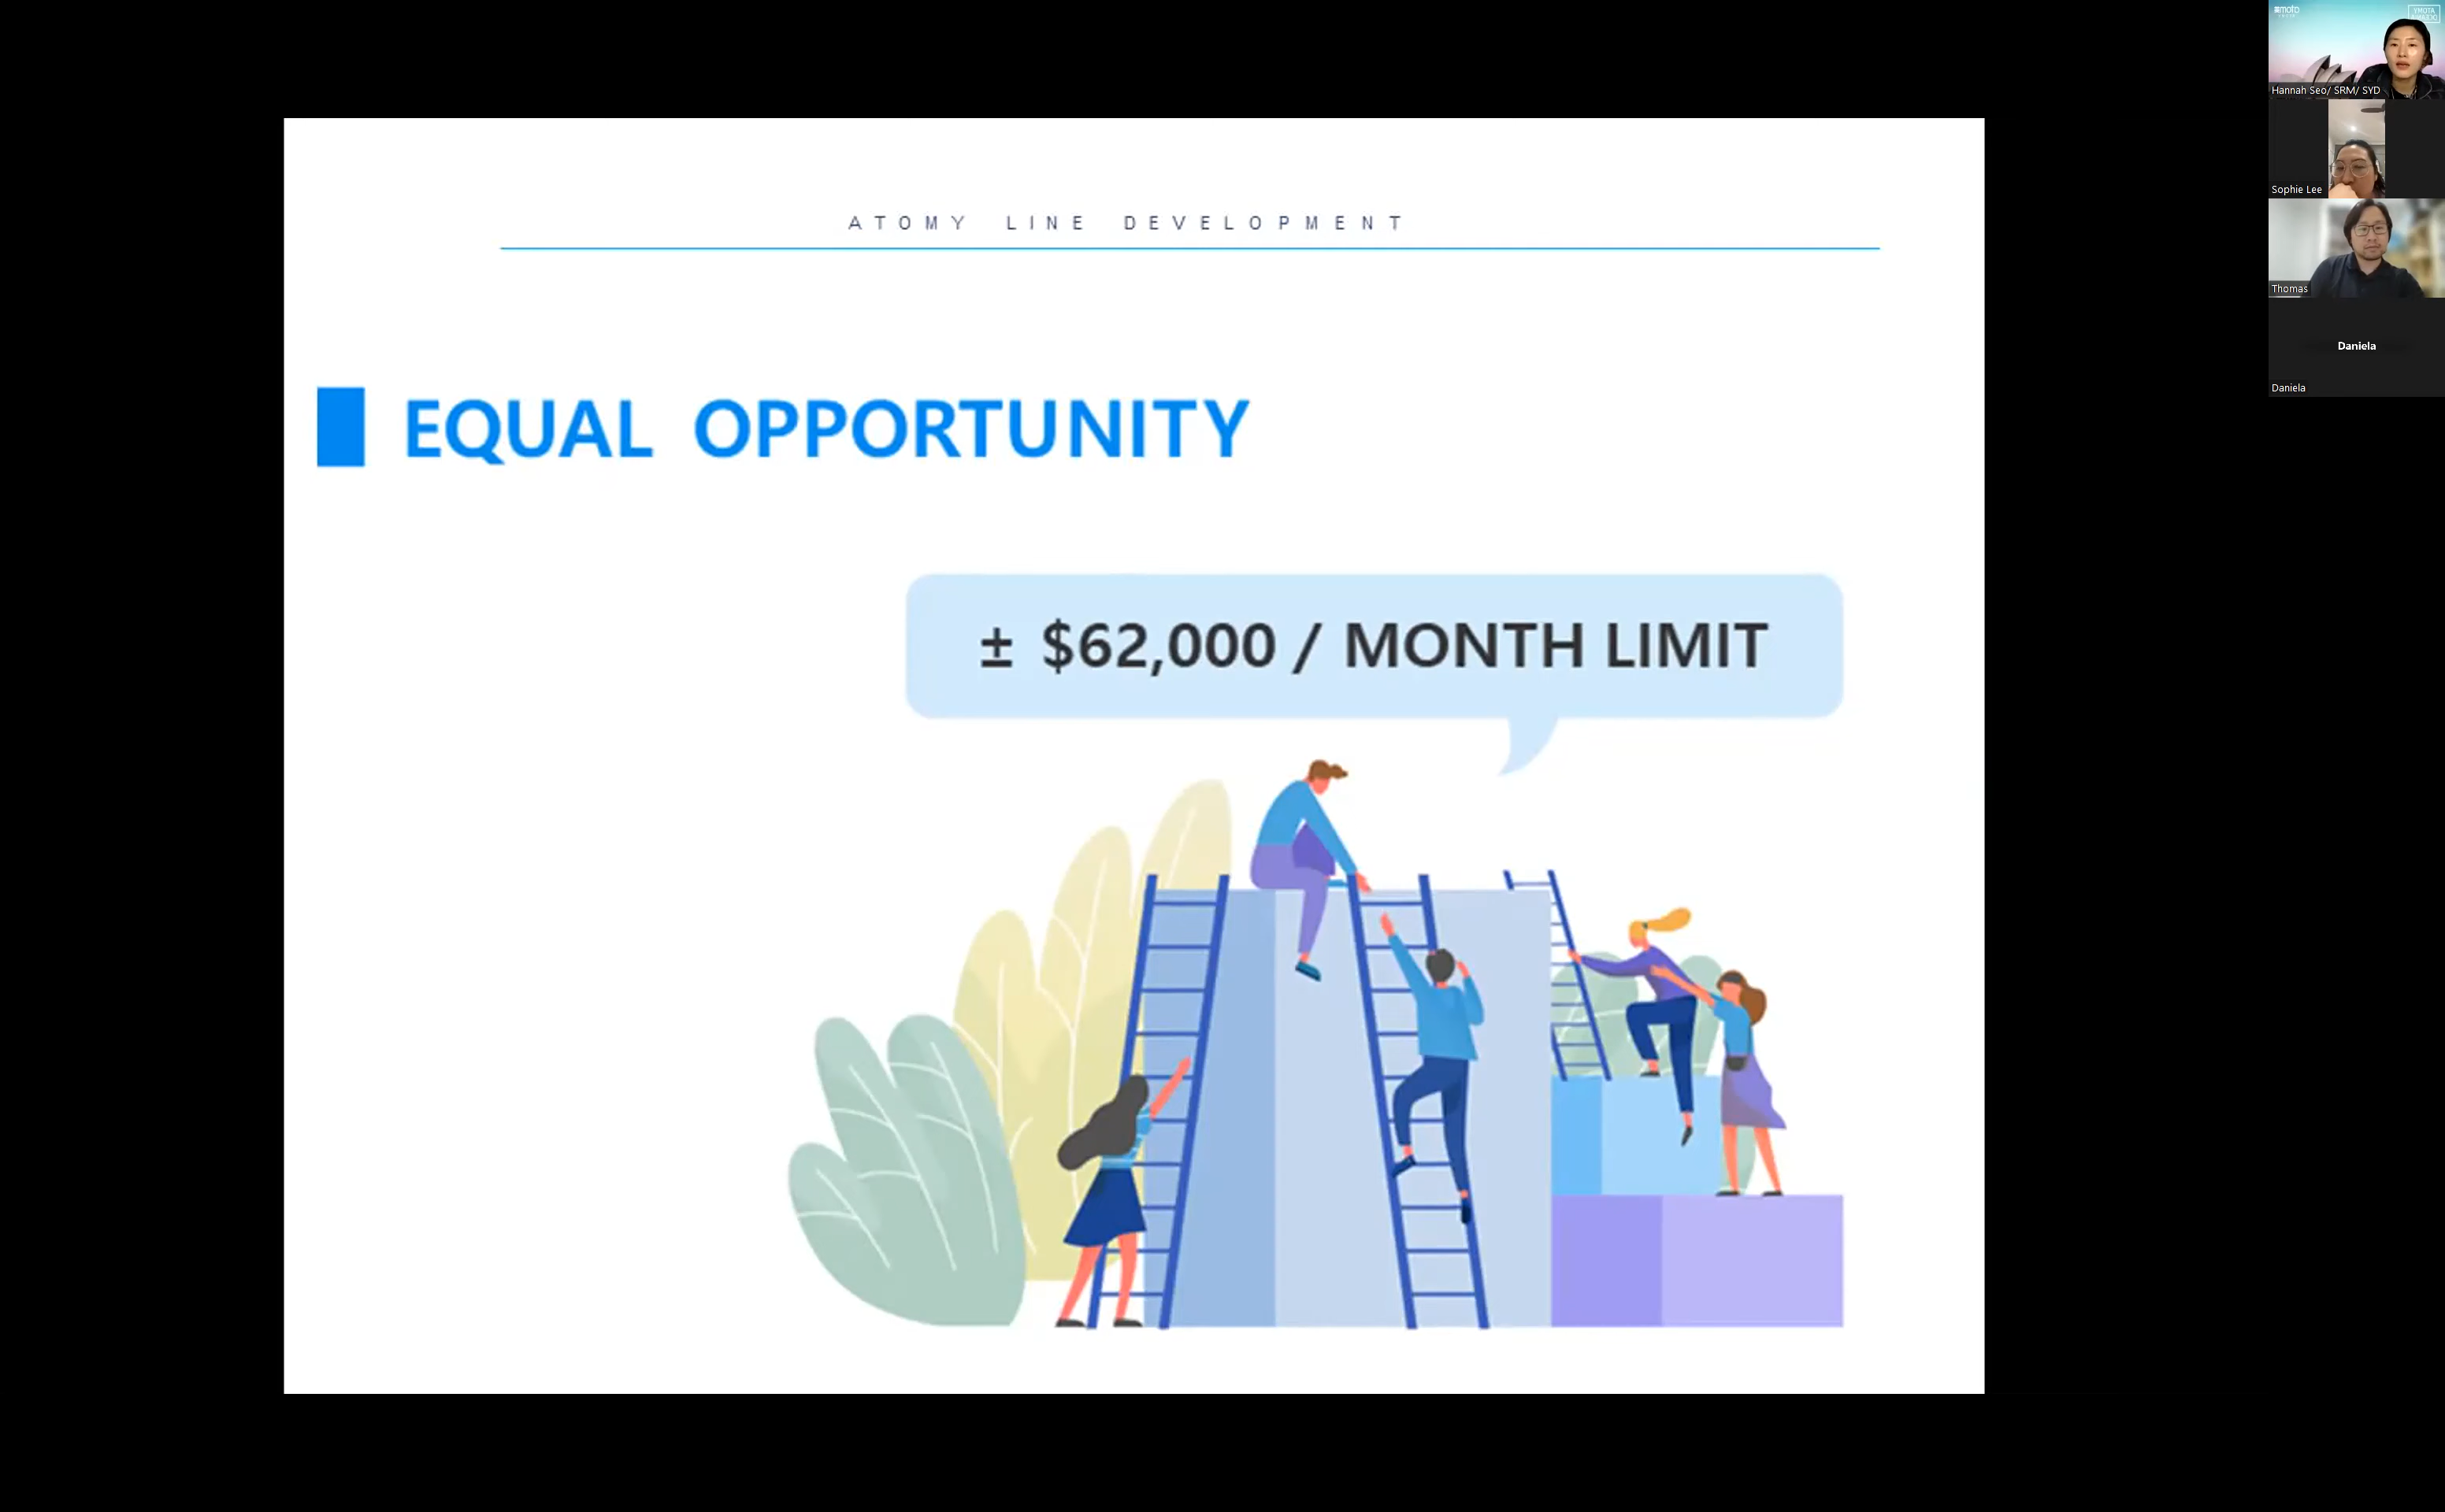 ATOMY LINE DEVELOPMENT
EQUAL OPPORTUNITY
± $62,000 / MONTH LIMIT
Hannah Seo/ SRM/ SYD
Sophie Lee
Thomas
Daniela
Daniela